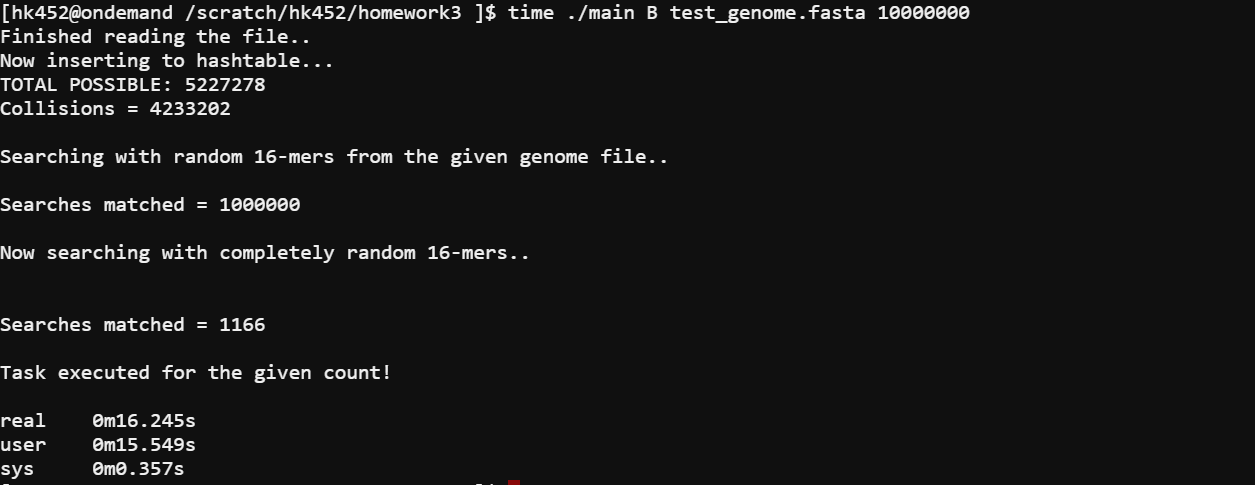 [hk452@ondemand /scratch/hk452/homework3 ]$ time ./main B test_genome.fasta 10000000
Finished reading the file..
Now inserting to hashtable...
TOTAL POSSIBLE: 5227278
Collisions = 4233202
Searching with random 16-mers from the given genome file..
Searches matched = 1000000
Now searching with completely random 16-mers..
Searches matched = 1166
Task executed for the given count!
real 0m16.245s
user 0m15.549s
sys 0m0.357s